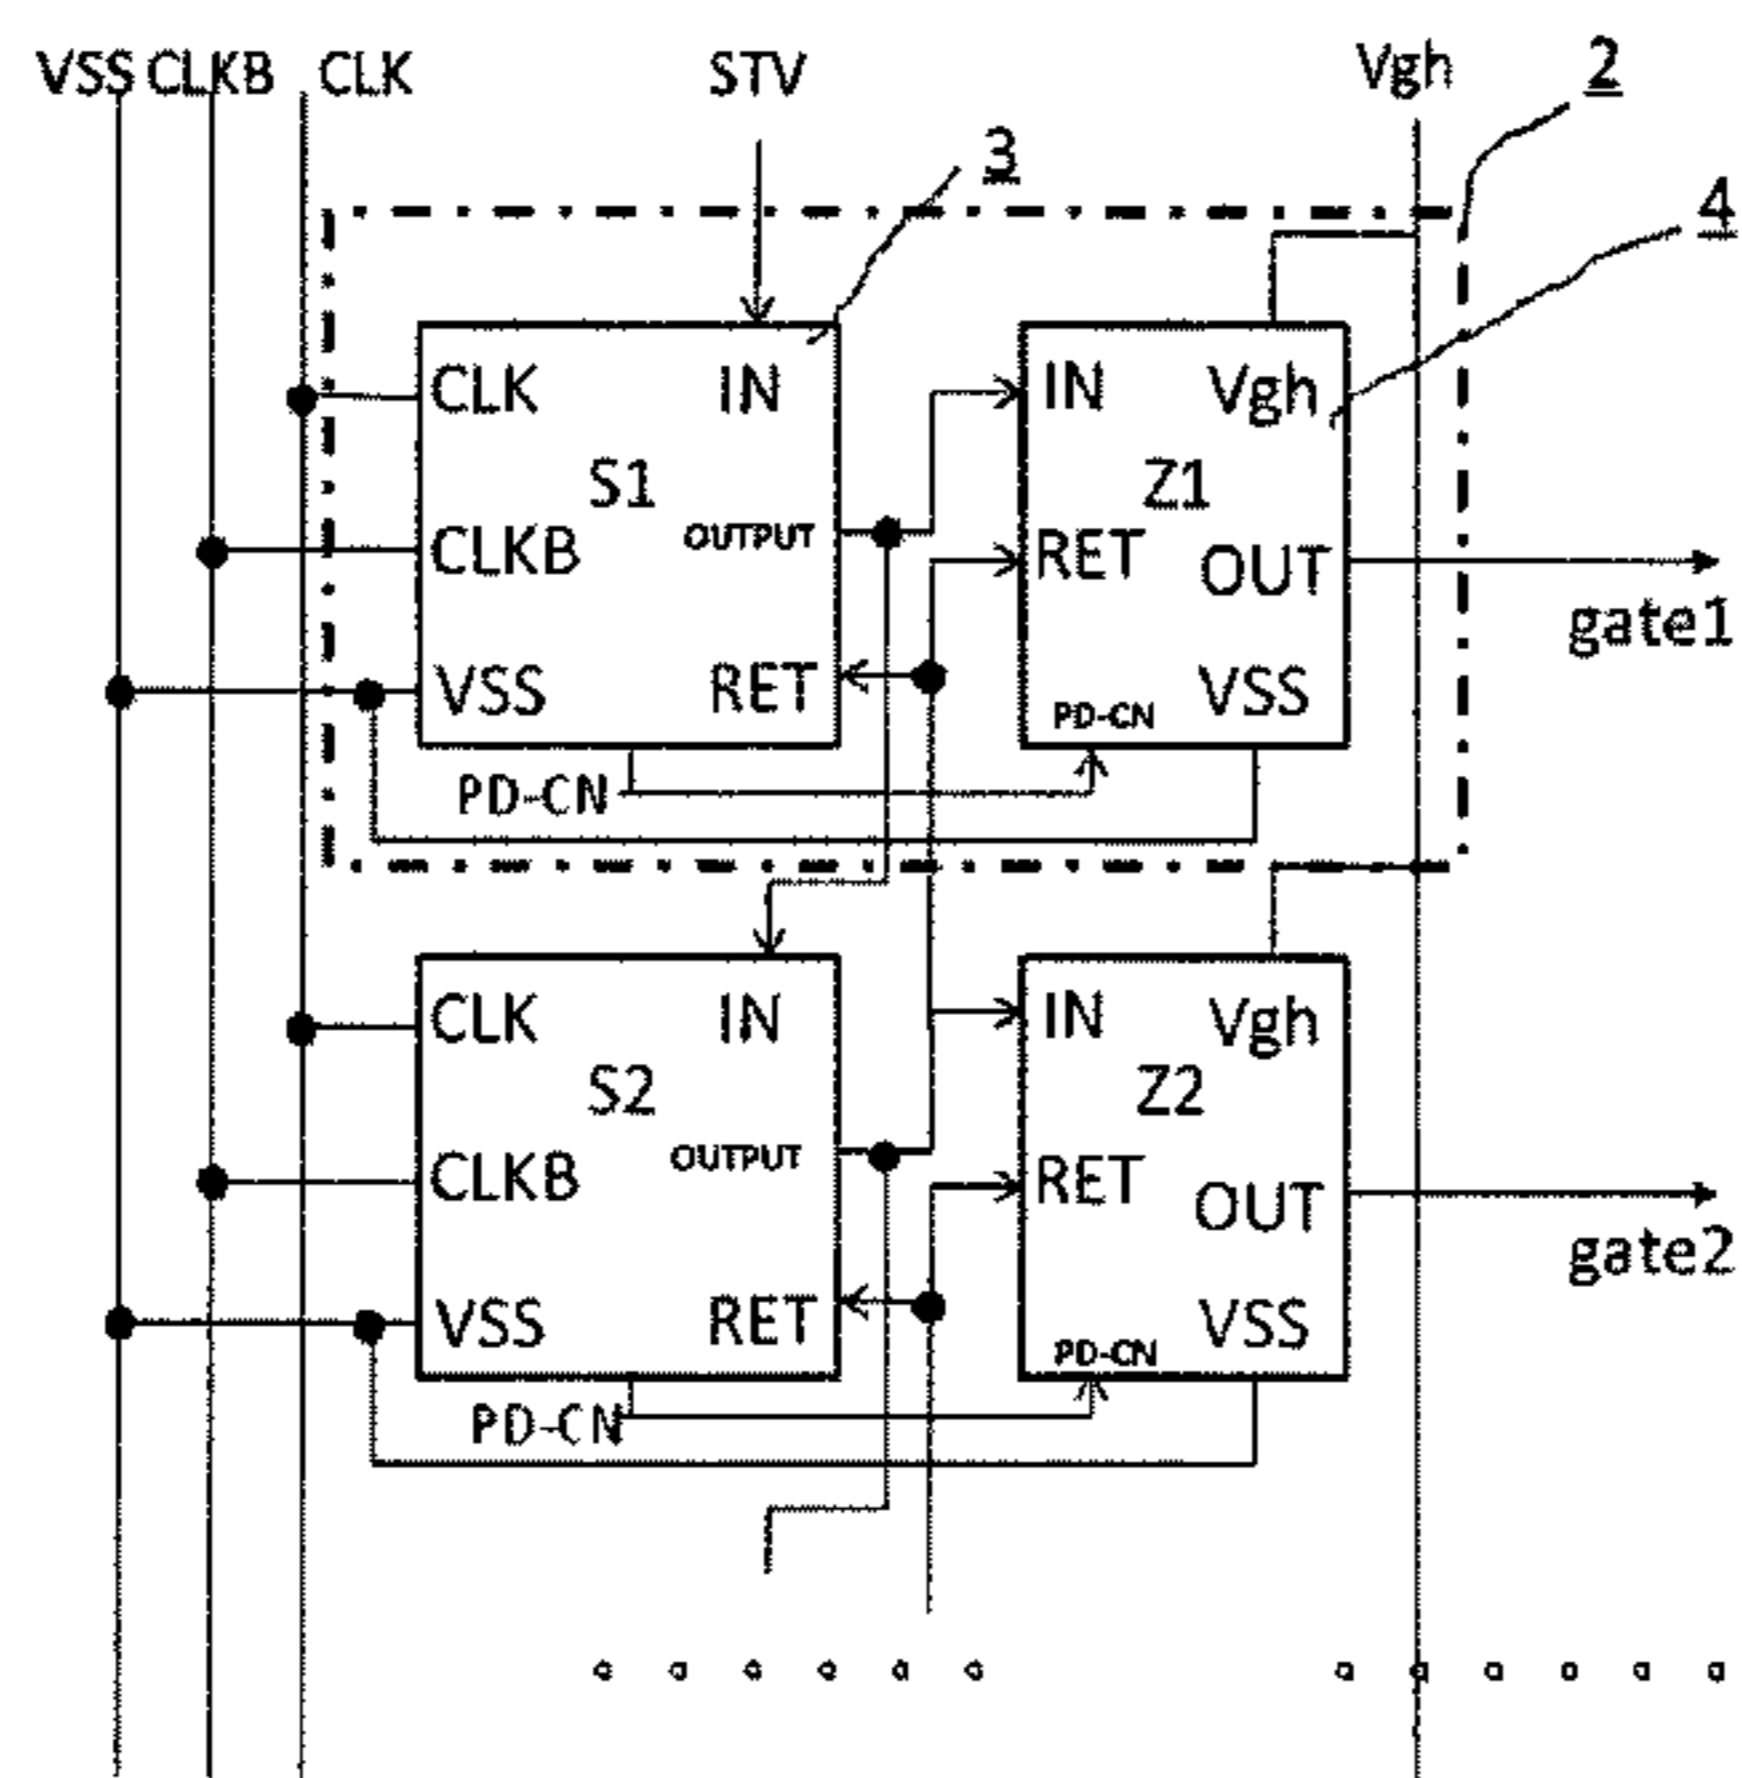 VSS CLKB CLK STV Vgh 2
3
4
CLK IN IN Vgh
S1 Z1
CLKB OUTPUT RET OUT
gate1
VSS RET PD-CN VSS
PD-CN
CLK IN IN Vgh
S2 Z2
CLKB OUTPUT RET OUT
gate2
VSS RET PD-CN VSS
PD-CN